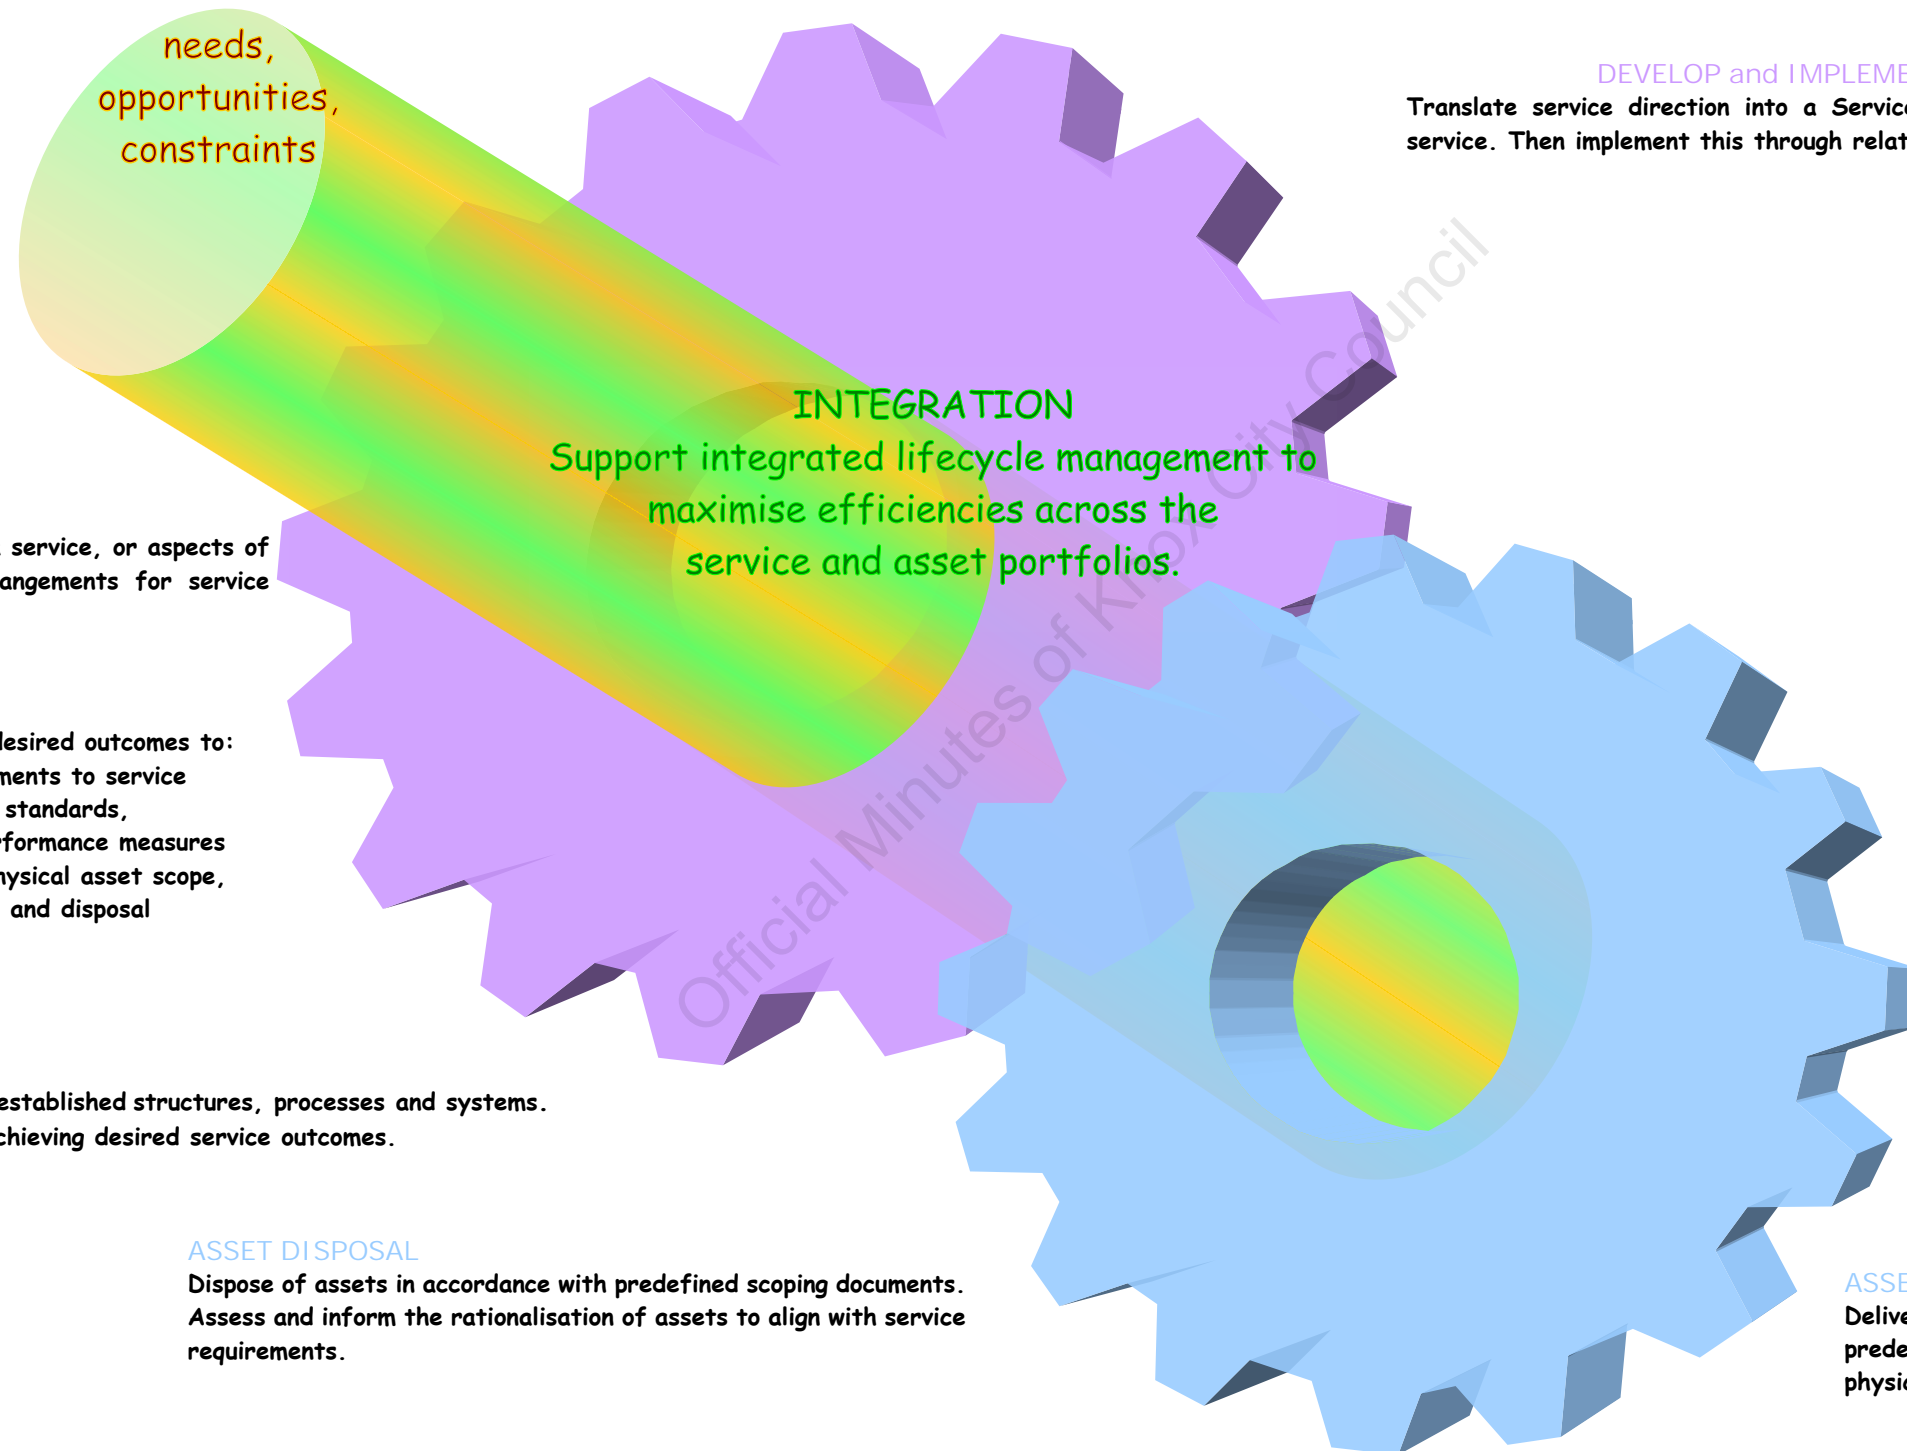 needs,
opportunities,
constraints
DEVELOP and IMPLEME
Translate service direction into a Service
service. Then implement this through relat
INTEGRATION
Support integrated lifecycle management to
maximise efficiencies across the
service and asset portfolios.
service, or aspects of
angements for service
desired outcomes to:
ments to service
standards,
formance measures
hysical asset scope,
and disposal
established structures, processes and systems.
chieving desired service outcomes.
ASSET DISPOSAL
Dispose of assets in accordance with predefined scoping documents.
Assess and inform the rationalisation of assets to align with service
requirements.
ASSE
Delive
prede
physic
Official Minutes of Knox City Council